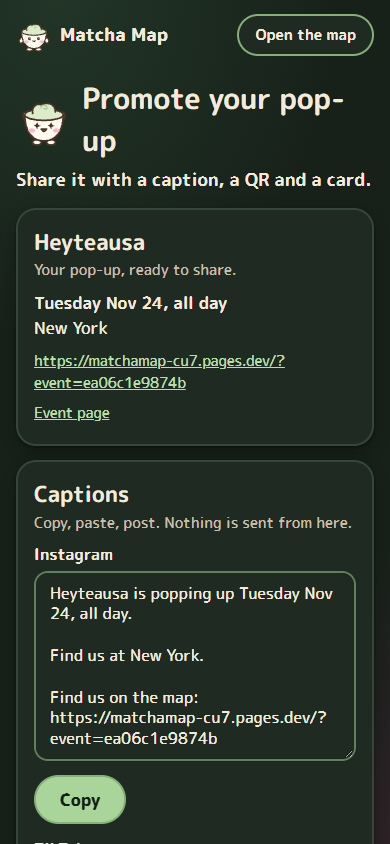 Matcha Map
Open the map
Promote your pop-
up
Share it with a caption, a QR and a card.
Heyteausa
Your pop-up, ready to share.
Tuesday Nov 24, all day
New York
https://matchamap-cu7.pages.dev/?
event=ea06c1e9874b
Event page
Captions
Copy, paste, post. Nothing is sent from here.
Instagram
Heyteausa is popping up Tuesday Nov
24, all day.
Find us at New York.
Find us on the map:
https://matchamap-cu7.pages.dev/?
event=ea06c1e9874b
Copy